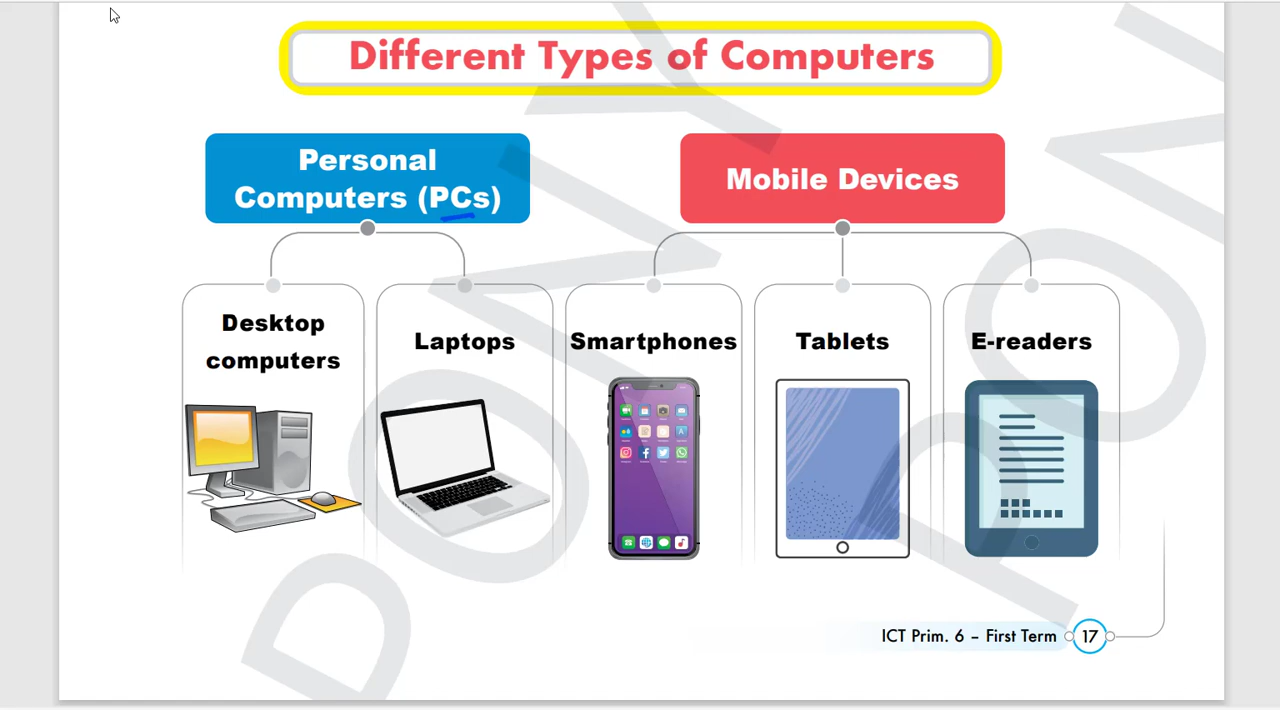 Different Types of Computers
Personal
Computers (PCs)
Mobile Devices
Desktop
computers
Laptops
Smartphones
Tablets
E-readers
ICT Prim. 6 – First Term
17